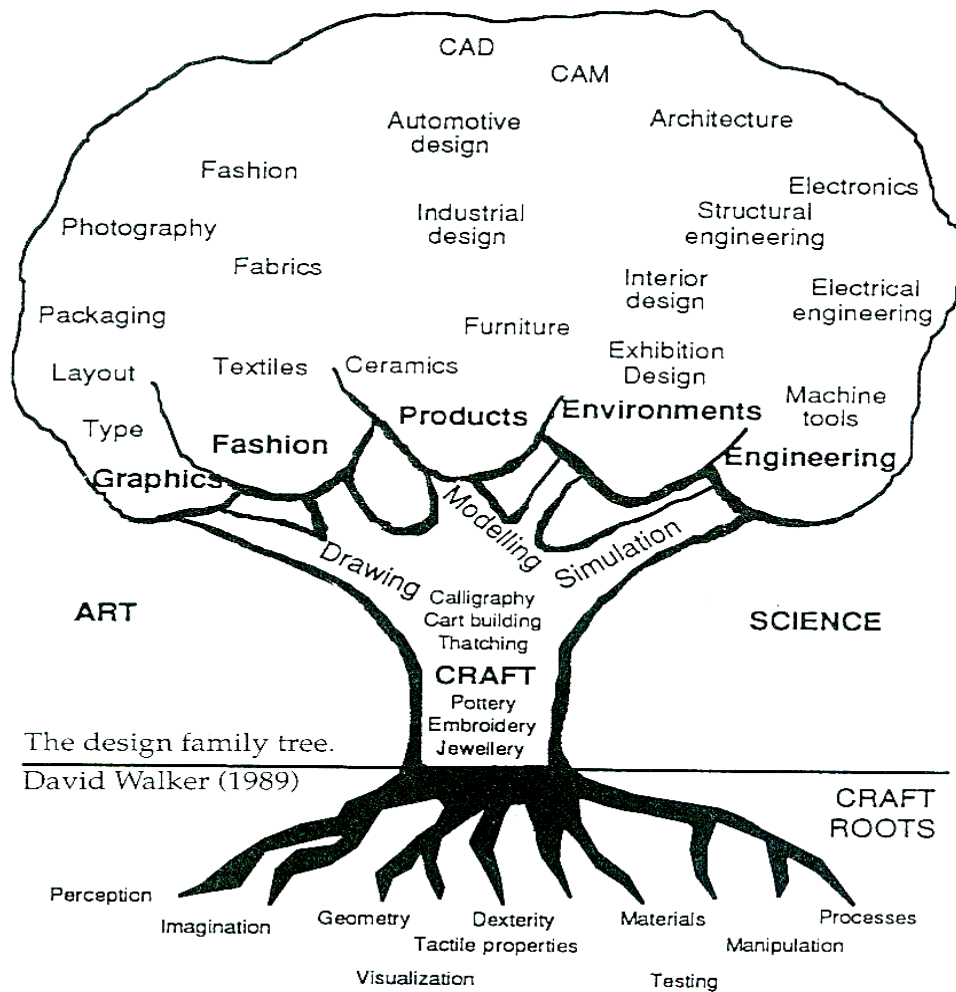 CAD
CAM
Automotive
design
Architecture
Fashion
Electronics
Photography
Industrial
design
Structural
engineering
Fabrics
Interior
design
Electrical
engineering
Packaging
Furniture
Layout
Textiles
Ceramics
Exhibition
Design
Machine
tools
Type
Fashion
Products
Environments
Graphics
Engineering
Drawing
Modelling
Simulation
Calligraphy
Cart building
Thatching
ART
SCIENCE
CRAFT
Pottery
Embroidery
Jewellery
The design family tree.
David Walker (1989)
CRAFT
ROOTS
Perception
Imagination
Geometry
Dexterity
Materials
Processes
Tactile properties
Manipulation
Visualization
Testing